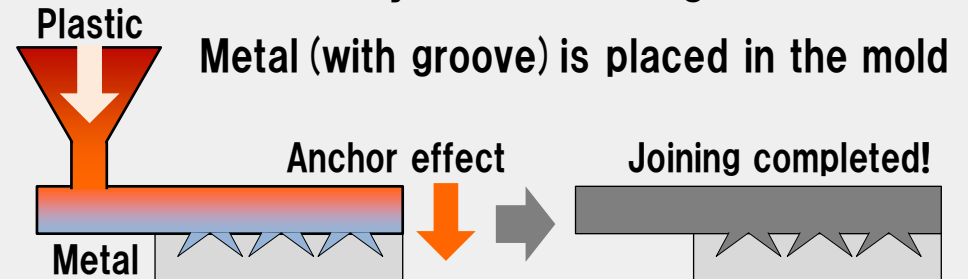 Plastic
Metal (with groove) is placed in the mold
Anchor effect
Joining completed!
Metal